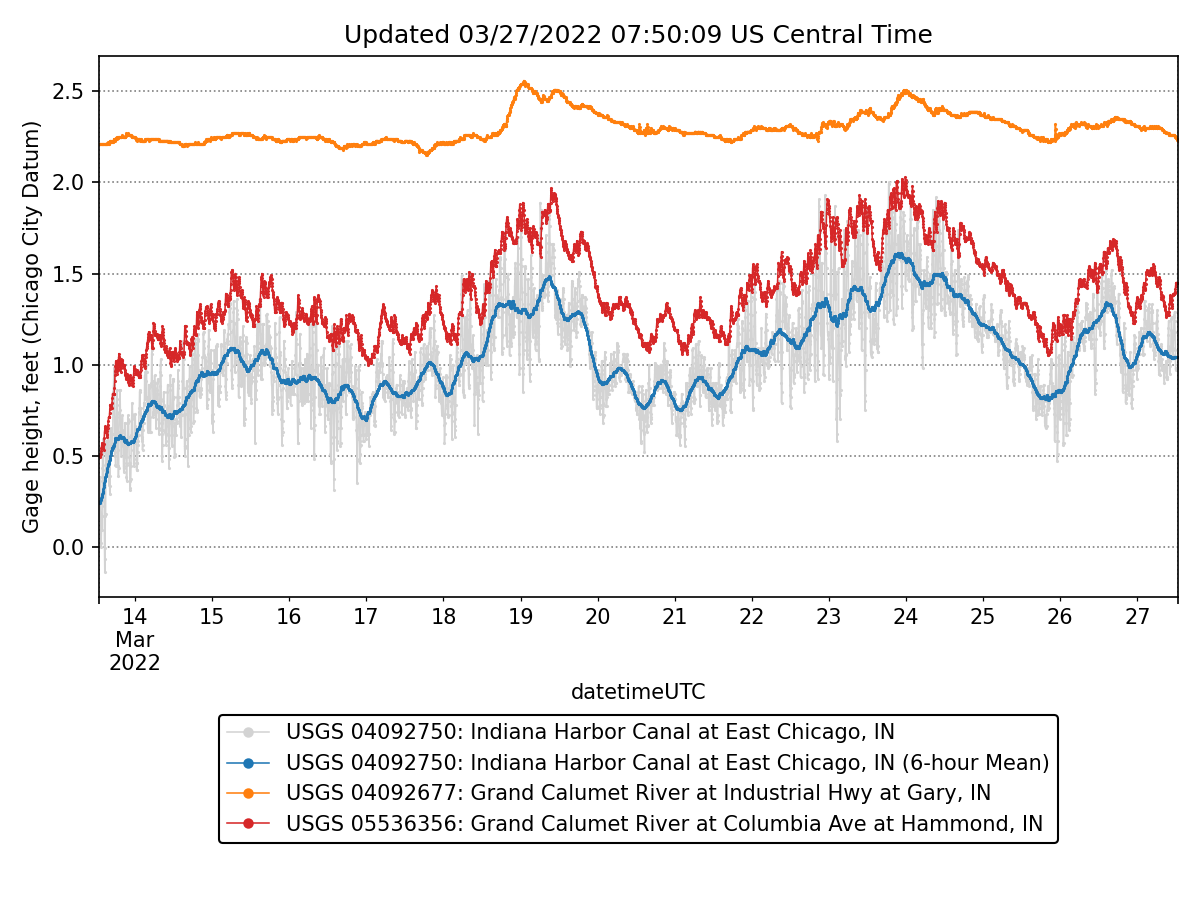 Updated 03/27/2022 07:50:09 US Central Time
Gage height, feet (Chicago City Datum)
2.5
2.0
1.5
1.0
0.5
0.0
14 15 16 17 18 19 20 21 22 23 24 25 26 27
Mar
2022
datetimeUTC
USGS 04092750: Indiana Harbor Canal at East Chicago, IN
USGS 04092750: Indiana Harbor Canal at East Chicago, IN (6-hour Mean)
USGS 04092677: Grand Calumet River at Industrial Hwy at Gary, IN
USGS 05536356: Grand Calumet River at Columbia Ave at Hammond, IN